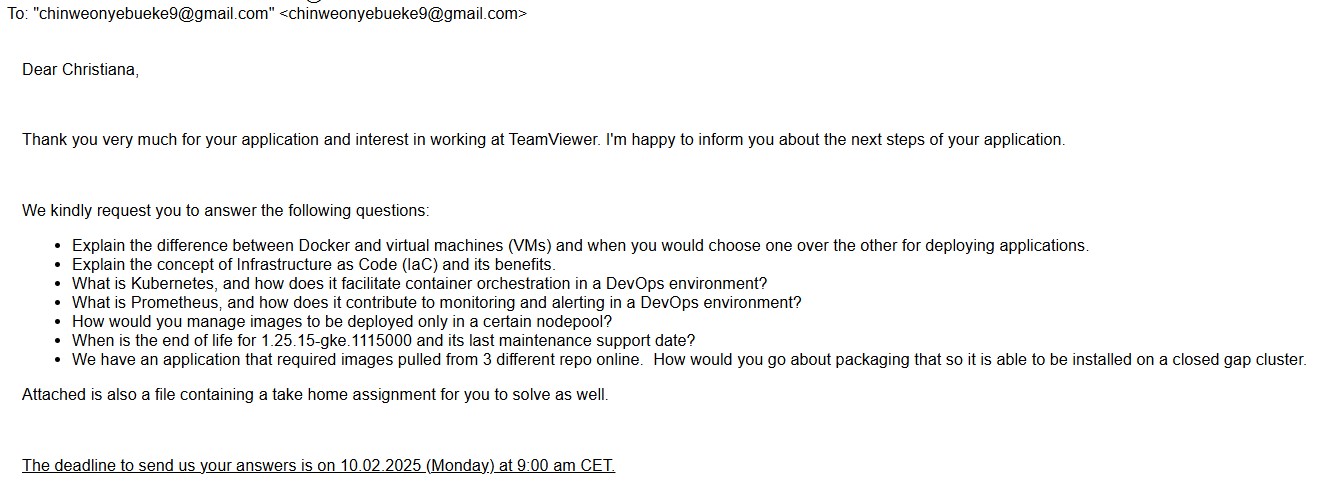 To: "chinweonyebueke9@gmail.com" <chinweonyebueke9@gmail.com>
Dear Christiana,
Thank you very much for your application and interest in working at TeamViewer. I'm happy to inform you about the next steps of your application.
We kindly request you to answer the following questions:
• Explain the difference between Docker and virtual machines (VMs) and when you would choose one over the other for deploying applications.
• Explain the concept of Infrastructure as Code (IaC) and its benefits.
• What is Kubernetes, and how does it facilitate container orchestration in a DevOps environment?
• What is Prometheus, and how does it contribute to monitoring and alerting in a DevOps environment?
• How would you manage images to be deployed only in a certain nodepool?
• When is the end of life for 1.25.15-gke.1115000 and its last maintenance support date?
• We have an application that required images pulled from 3 different repo online.  How would you go about packaging that so it is able to be installed on a closed gap cluster.
Attached is also a file containing a take home assignment for you to solve as well.
The deadline to send us your answers is on 10.02.2025 (Monday) at 9:00 am CET.